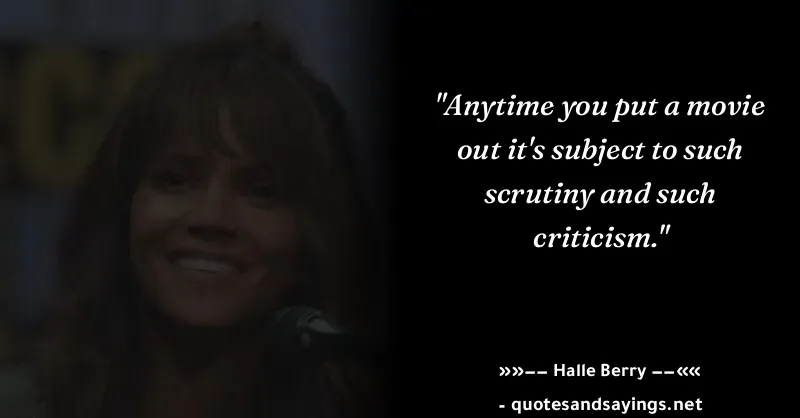 "Anytime you put a movie
out it's subject to such
scrutiny and such
criticism."
»»−− Halle Berry −−««
- quotesandsayings.net